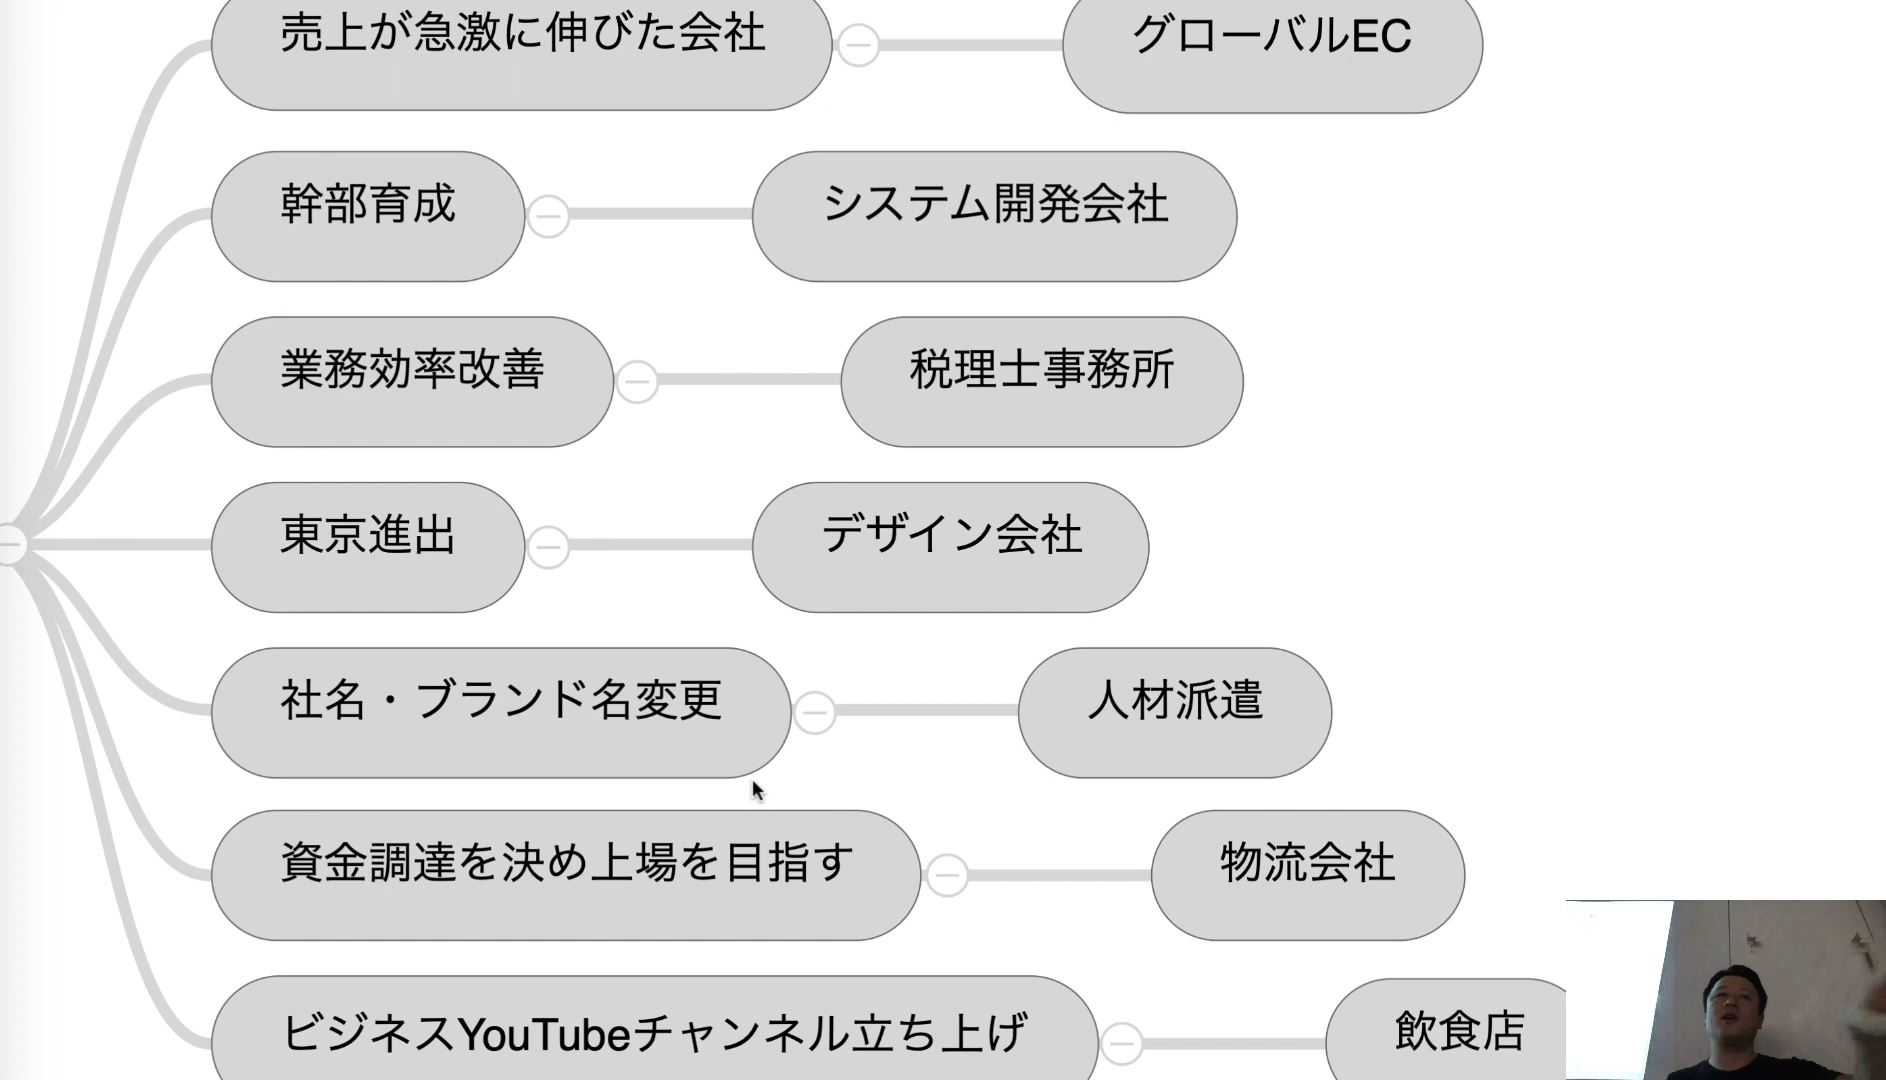 売上が急激に伸びた会社
グローバルEC
幹部育成
システム開発会社
業務効率改善
税理士事務所
東京進出
デザイン会社
社名・ブランド名変更
人材派遣
資金調達を決め上場を目指す
物流会社
ビジネスYouTubeチャンネル立ち上げ
飲食店